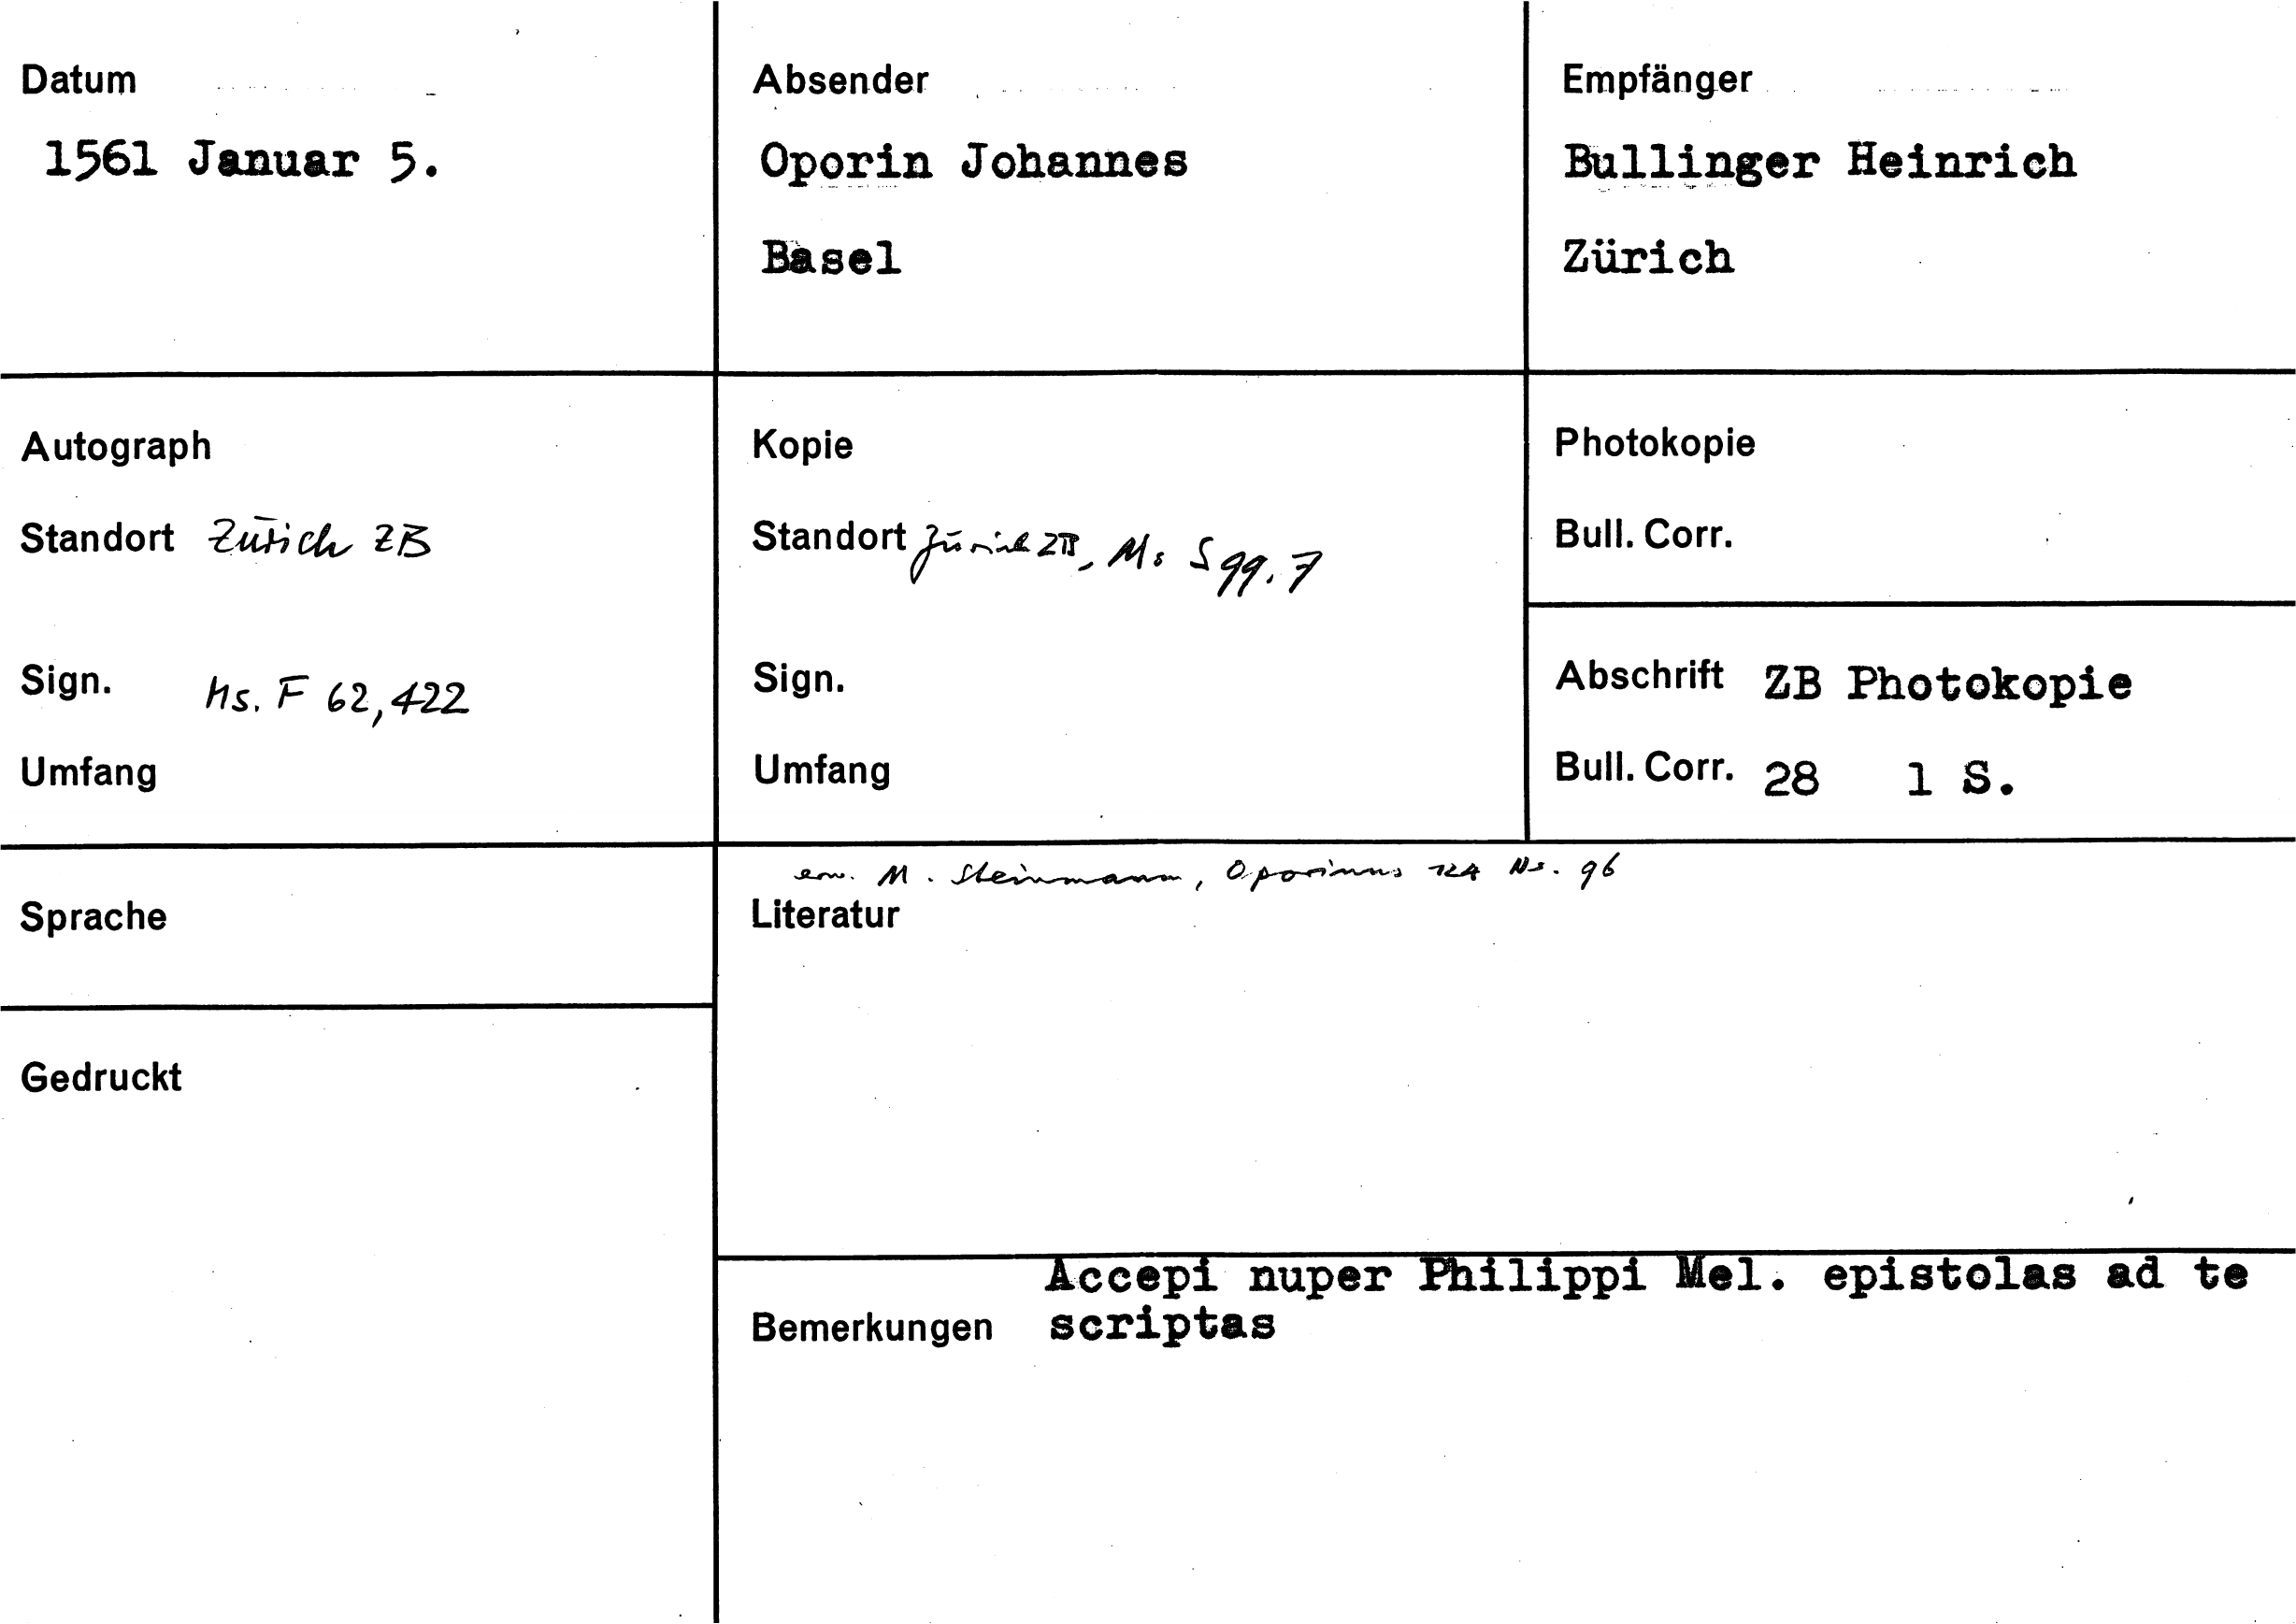 Datum
1561 Januar 5.
Absender
Oporin Johannes
Basel
Empfänger
Bullinger Heinrich
Zürich
Autograph
Standort Zürich ZB
Sign. Ms. F 62,422
Umfang
Kopie
Standort Zürich ZB, Ms S 99.7
Sign.
Umfang
Photokopie
Bull. Corr.
Abschrift ZB Photokopie
Bull. Corr. 28 1 S.
Sprache
Gedruckt
erw. M. Steinmann, Oporinus 124 Nr. 96
Literatur
Accepi nuper Philippi Mel. epistolas ad te
Bemerkungen scriptas